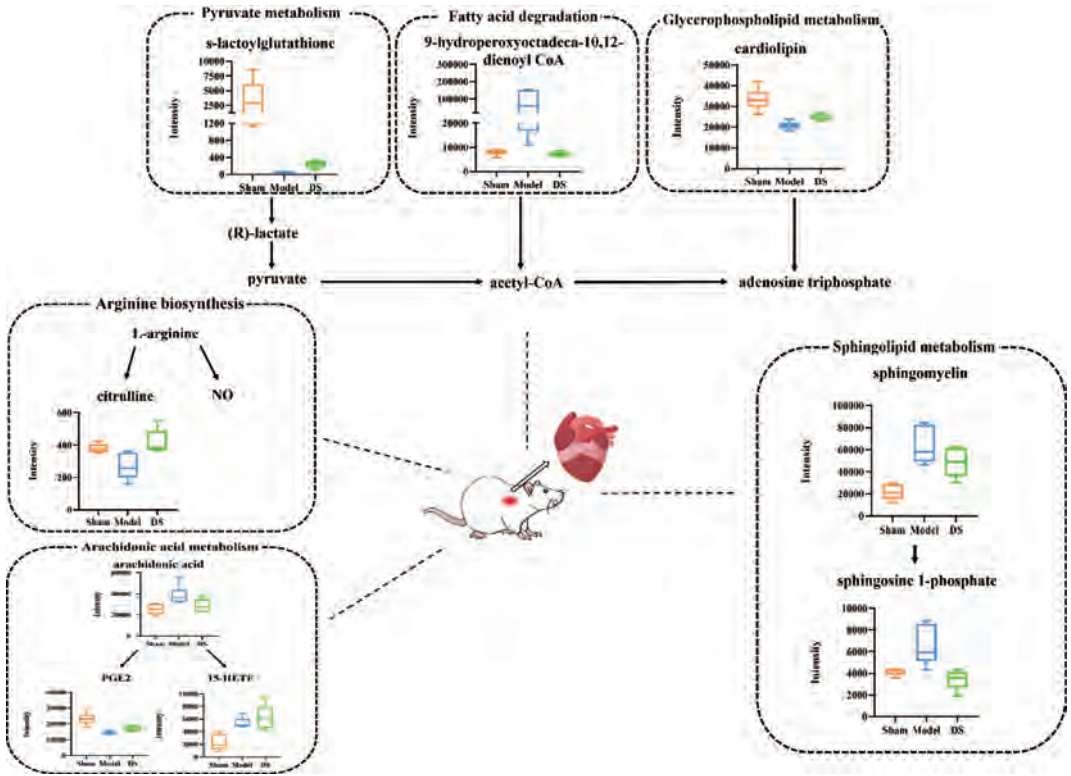 Pyruvate metabolism
s-lactoylglutathione
Intensity
10000
7500
5000
2500
1200
800
400
0
Sham Model DS
Fatty acid degradation
9-hydroperoxyoctadeca-10,12-
dienoyl CoA
300000
200000
100000
20000
10000
0
Sham Model DS
Glycerophospholipid metabolism
cardiolipin
Intensity
50000
40000
30000
20000
10000
0
Sham Model DS
(R)-lactate
pyruvate
acetyl-CoA
adenosine triphosphate
Arginine biosynthesis
L-arginine
citrulline
NO
Intensity
600
400
200
0
Sham Model DS
Arachidonic acid metabolism
arachidonic acid
Intensity
0
Sham Model DS
PGE2
Intensity
0
Sham Model DS
15-HETE
Intensity
0
Sham Model DS
Sphingolipid metabolism
sphingomyelin
Intensity
100000
80000
60000
40000
20000
0
Sham Model DS
sphingosine 1-phosphate
Intensity
10000
8000
6000
4000
2000
0
Sham Model DS